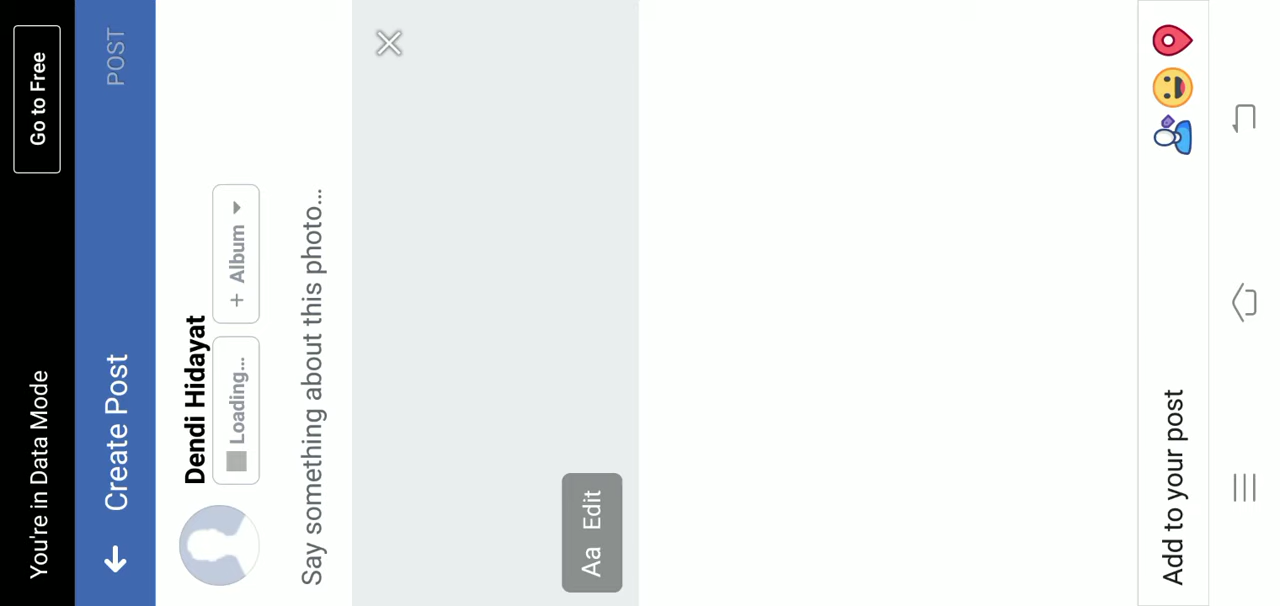 You're in Data Mode
Go to Free
Create Post
POST
Dendi Hidayat
Loading...
+ Album
Say something about this photo...
Aa Edit
Add to your post